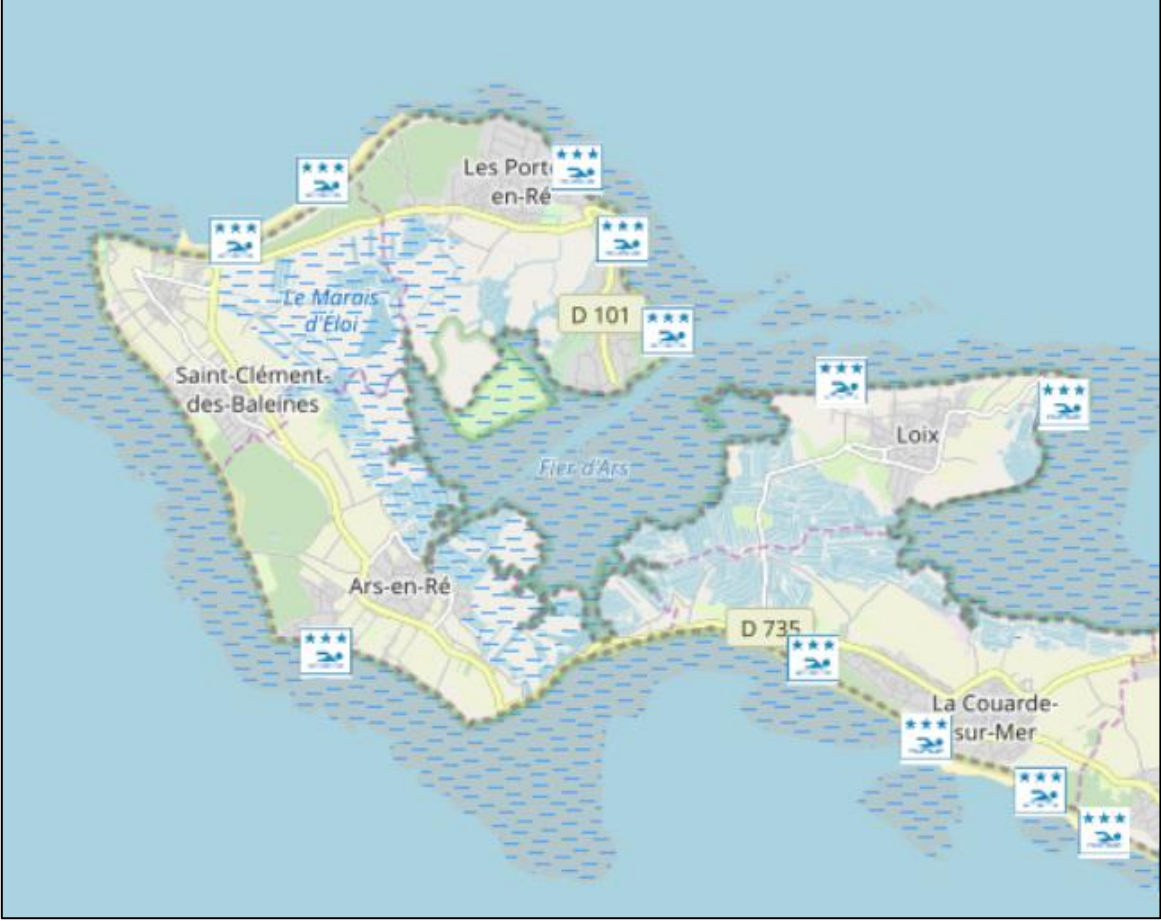 Les Porte
en-Ré
Le Marais
d'Eloi
D 101
Saint-Clément-
des-Baleines
Loix
Fier d'Ars
Ars-en-Ré
D 735
La Couarde-
sur-Mer